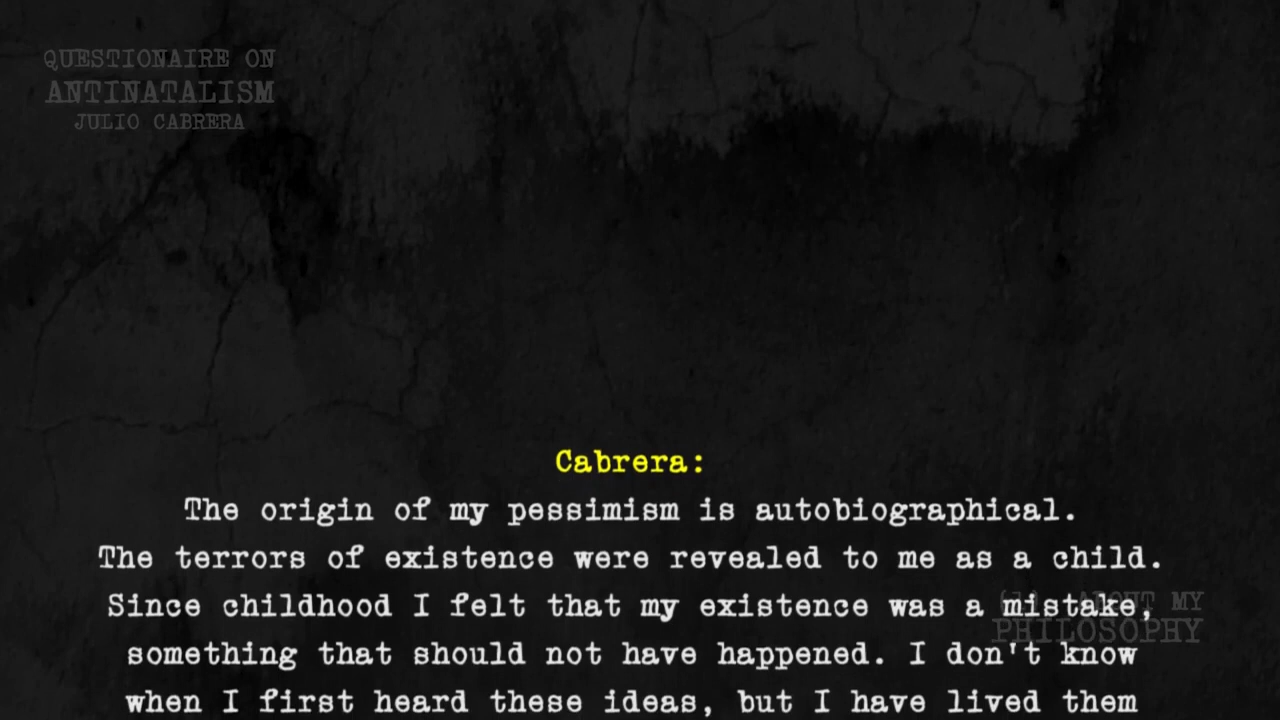 QUESTIONAIRE ON
ANTINATALISM
JULIO CABRERA
Cabrera:
The origin of my pessimism is autobiographical.
The terrors of existence were revealed to me as a child.
Since childhood I felt that my existence was a mistake,
something that should not have happened. I don't know
when I first heard these ideas, but I have lived them
ABOUT MY
PHILOSOPHY